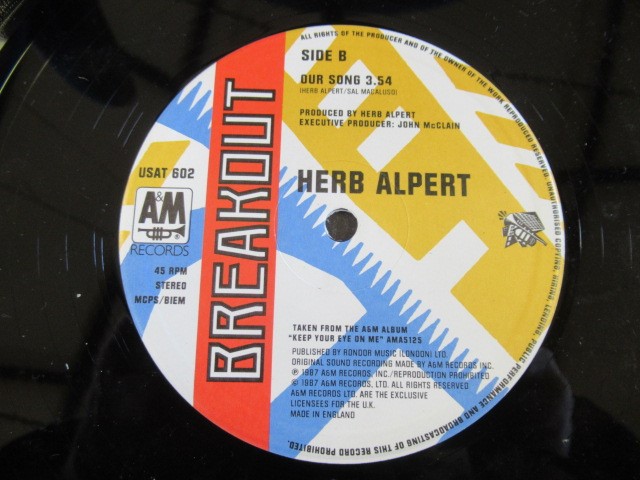 ALL RIGHTS OF THE PRODUCER AND OF THE OWNER OF THE WORK REPRODUCED RESERVED. UNAUTHORISED COPYING, HIRING, LENDING, PUBLIC PERFORMANCE AND BROADCASTING OF THIS RECORD PROHIBITED.
SIDE B
OUR SONG 3.54
(HERB ALPERT/SAL MACALUSO)
PRODUCED BY HERB ALPERT
EXECUTIVE PRODUCER: JOHN McCLAIN
USAT 602
A&M
RECORDS
45 RPM
STEREO
MCPS/BIEM
BREAKOUT
HERB ALPERT
TAKEN FROM THE A&M ALBUM
"KEEP YOUR EYE ON ME" AMA5125
PUBLISHED BY RONDOR MUSIC (LONDON) LTD.
ORIGINAL SOUND RECORDING MADE BY A&M RECORDS, INC.
℗ 1987 A&M RECORDS, INC./REPRODUCTION PROHIBITED
© 1987 A&M RECORDS, LTD. ALL RIGHTS RESERVED.
A&M RECORDS LTD. ARE THE EXCLUSIVE
LICENSEES FOR THE U.K.
MADE IN ENGLAND